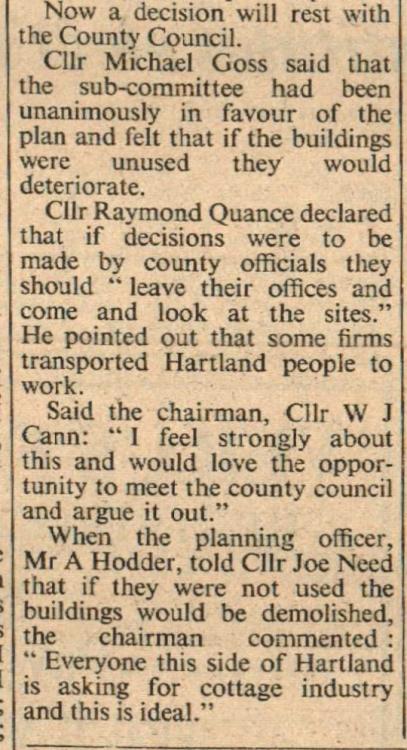 Now a decision will rest with
the County Council.
Cllr Michael Goss said that
the sub-committee had been
unanimously in favour of the
plan and felt that if the buildings
were unused they would
deteriorate.
Cllr Raymond Quance declared
that if decisions were to be
made by county officials they
should “ leave their offices and
come and look at the sites.”
He pointed out that some firms
transported Hartland people to
work.
Said the chairman, Cllr W J
Cann: “ I feel strongly about
this and would love the oppor-
tunity to meet the county council
and argue it out.”
When the planning officer,
Mr A Hodder, told Cllr Joe Need
that if they were not used the
buildings would be demolished,
the chairman commented :
“ Everyone this side of Hartland
is asking for cottage industry
and this is ideal.”